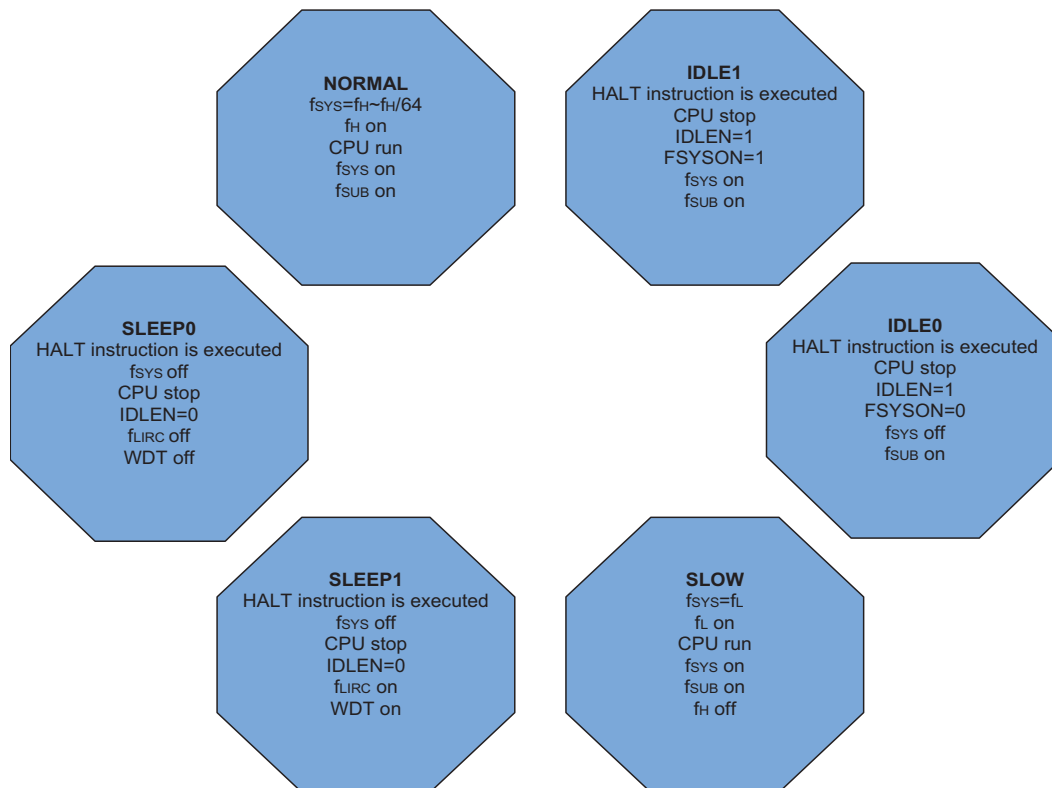 NORMAL
fSYS=fH~fH/64
fH on
CPU run
fSYS on
fSUB on
IDLE1
HALT instruction is executed
CPU stop
IDLEN=1
FSYSON=1
fSYS on
fSUB on
SLEEP0
HALT instruction is executed
fSYS off
CPU stop
IDLEN=0
fLIRC off
WDT off
IDLE0
HALT instruction is executed
CPU stop
IDLEN=1
FSYSON=0
fSYS off
fSUB on
SLEEP1
HALT instruction is executed
fSYS off
CPU stop
IDLEN=0
fLIRC on
WDT on
SLOW
fSYS=fL
fL on
CPU run
fSYS on
fSUB on
fH off